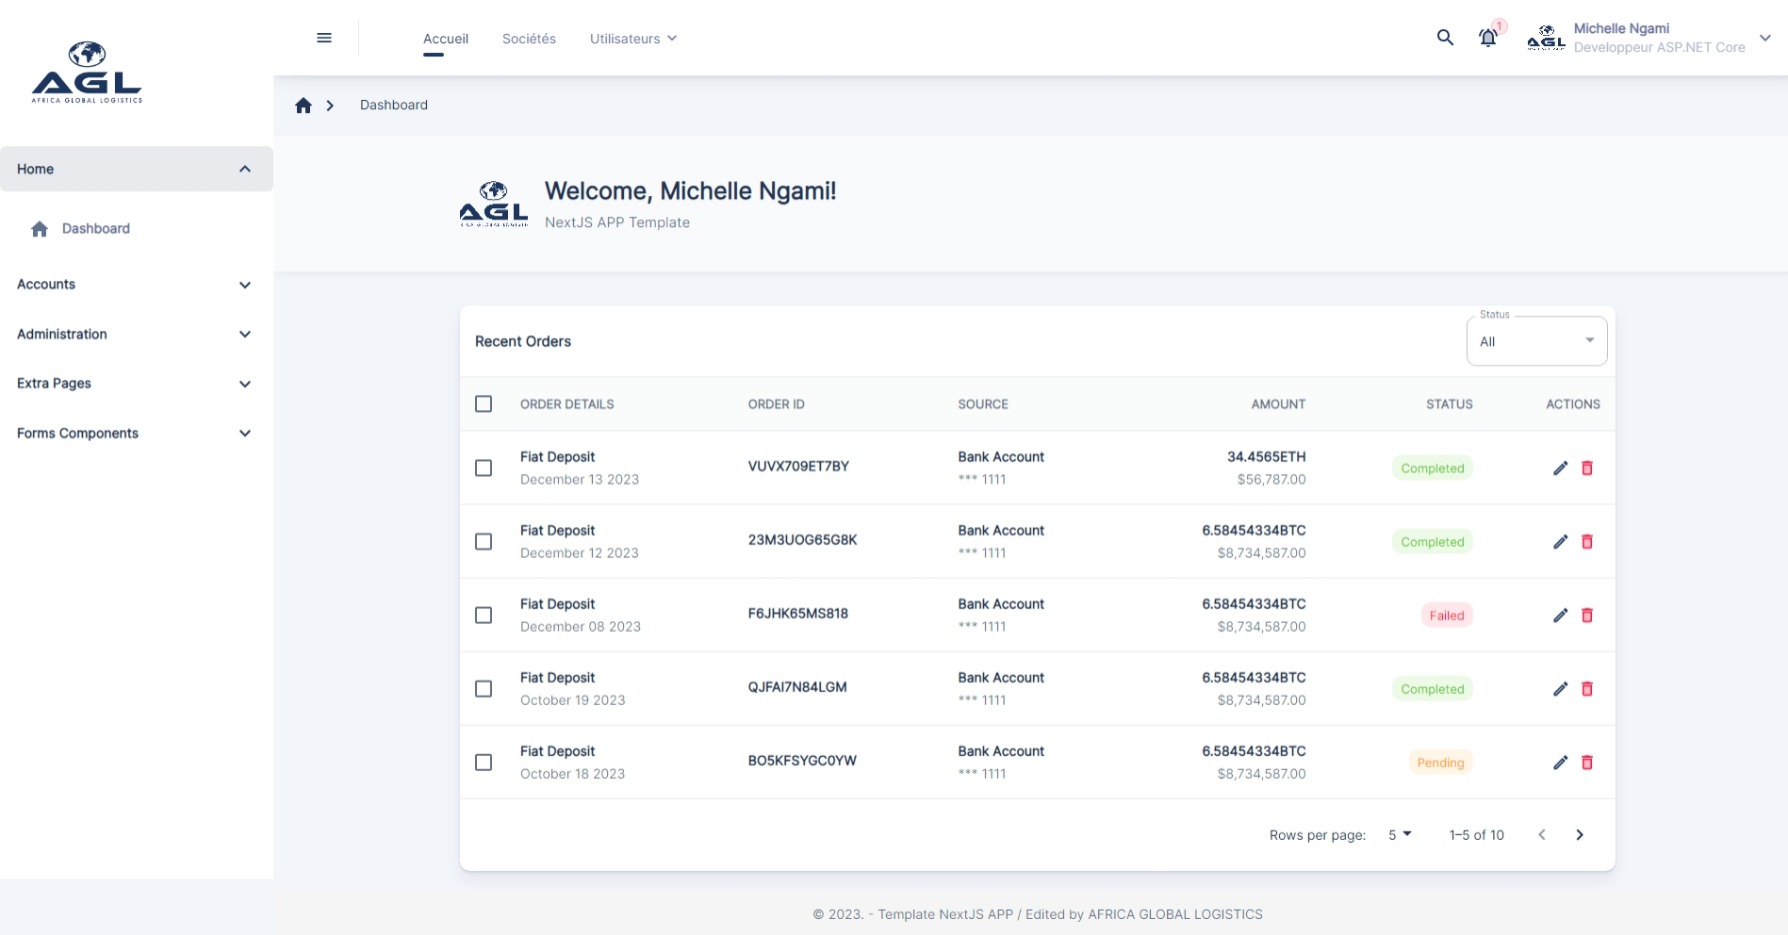 AGL
AFRICA GLOBAL LOGISTICS
Accueil
Sociétés
Utilisateurs
1
AGL
Michelle Ngami
Developpeur ASP.NET Core
Dashboard
Home
Dashboard
Accounts
Administration
Extra Pages
Forms Components
AGL
Welcome, Michelle Ngami!
NextJS APP Template
Recent Orders
Status
All
ORDER DETAILS ORDER ID SOURCE AMOUNT STATUS ACTIONS
Fiat Deposit VUVX709ET7BY Bank Account 34.4565ETH Completed
December 13 2023 *** 1111 $56,787.00
Fiat Deposit 23M3UOG65G8K Bank Account 6.58454334BTC Completed
December 12 2023 *** 1111 $8,734,587.00
Fiat Deposit F6JHK65MS818 Bank Account 6.58454334BTC Failed
December 08 2023 *** 1111 $8,734,587.00
Fiat Deposit QJFAI7N84LGM Bank Account 6.58454334BTC Completed
October 19 2023 *** 1111 $8,734,587.00
Fiat Deposit BO5KFSYGC0YW Bank Account 6.58454334BTC Pending
October 18 2023 *** 1111 $8,734,587.00
Rows per page: 5 1–5 of 10
© 2023. - Template NextJS APP / Edited by AFRICA GLOBAL LOGISTICS